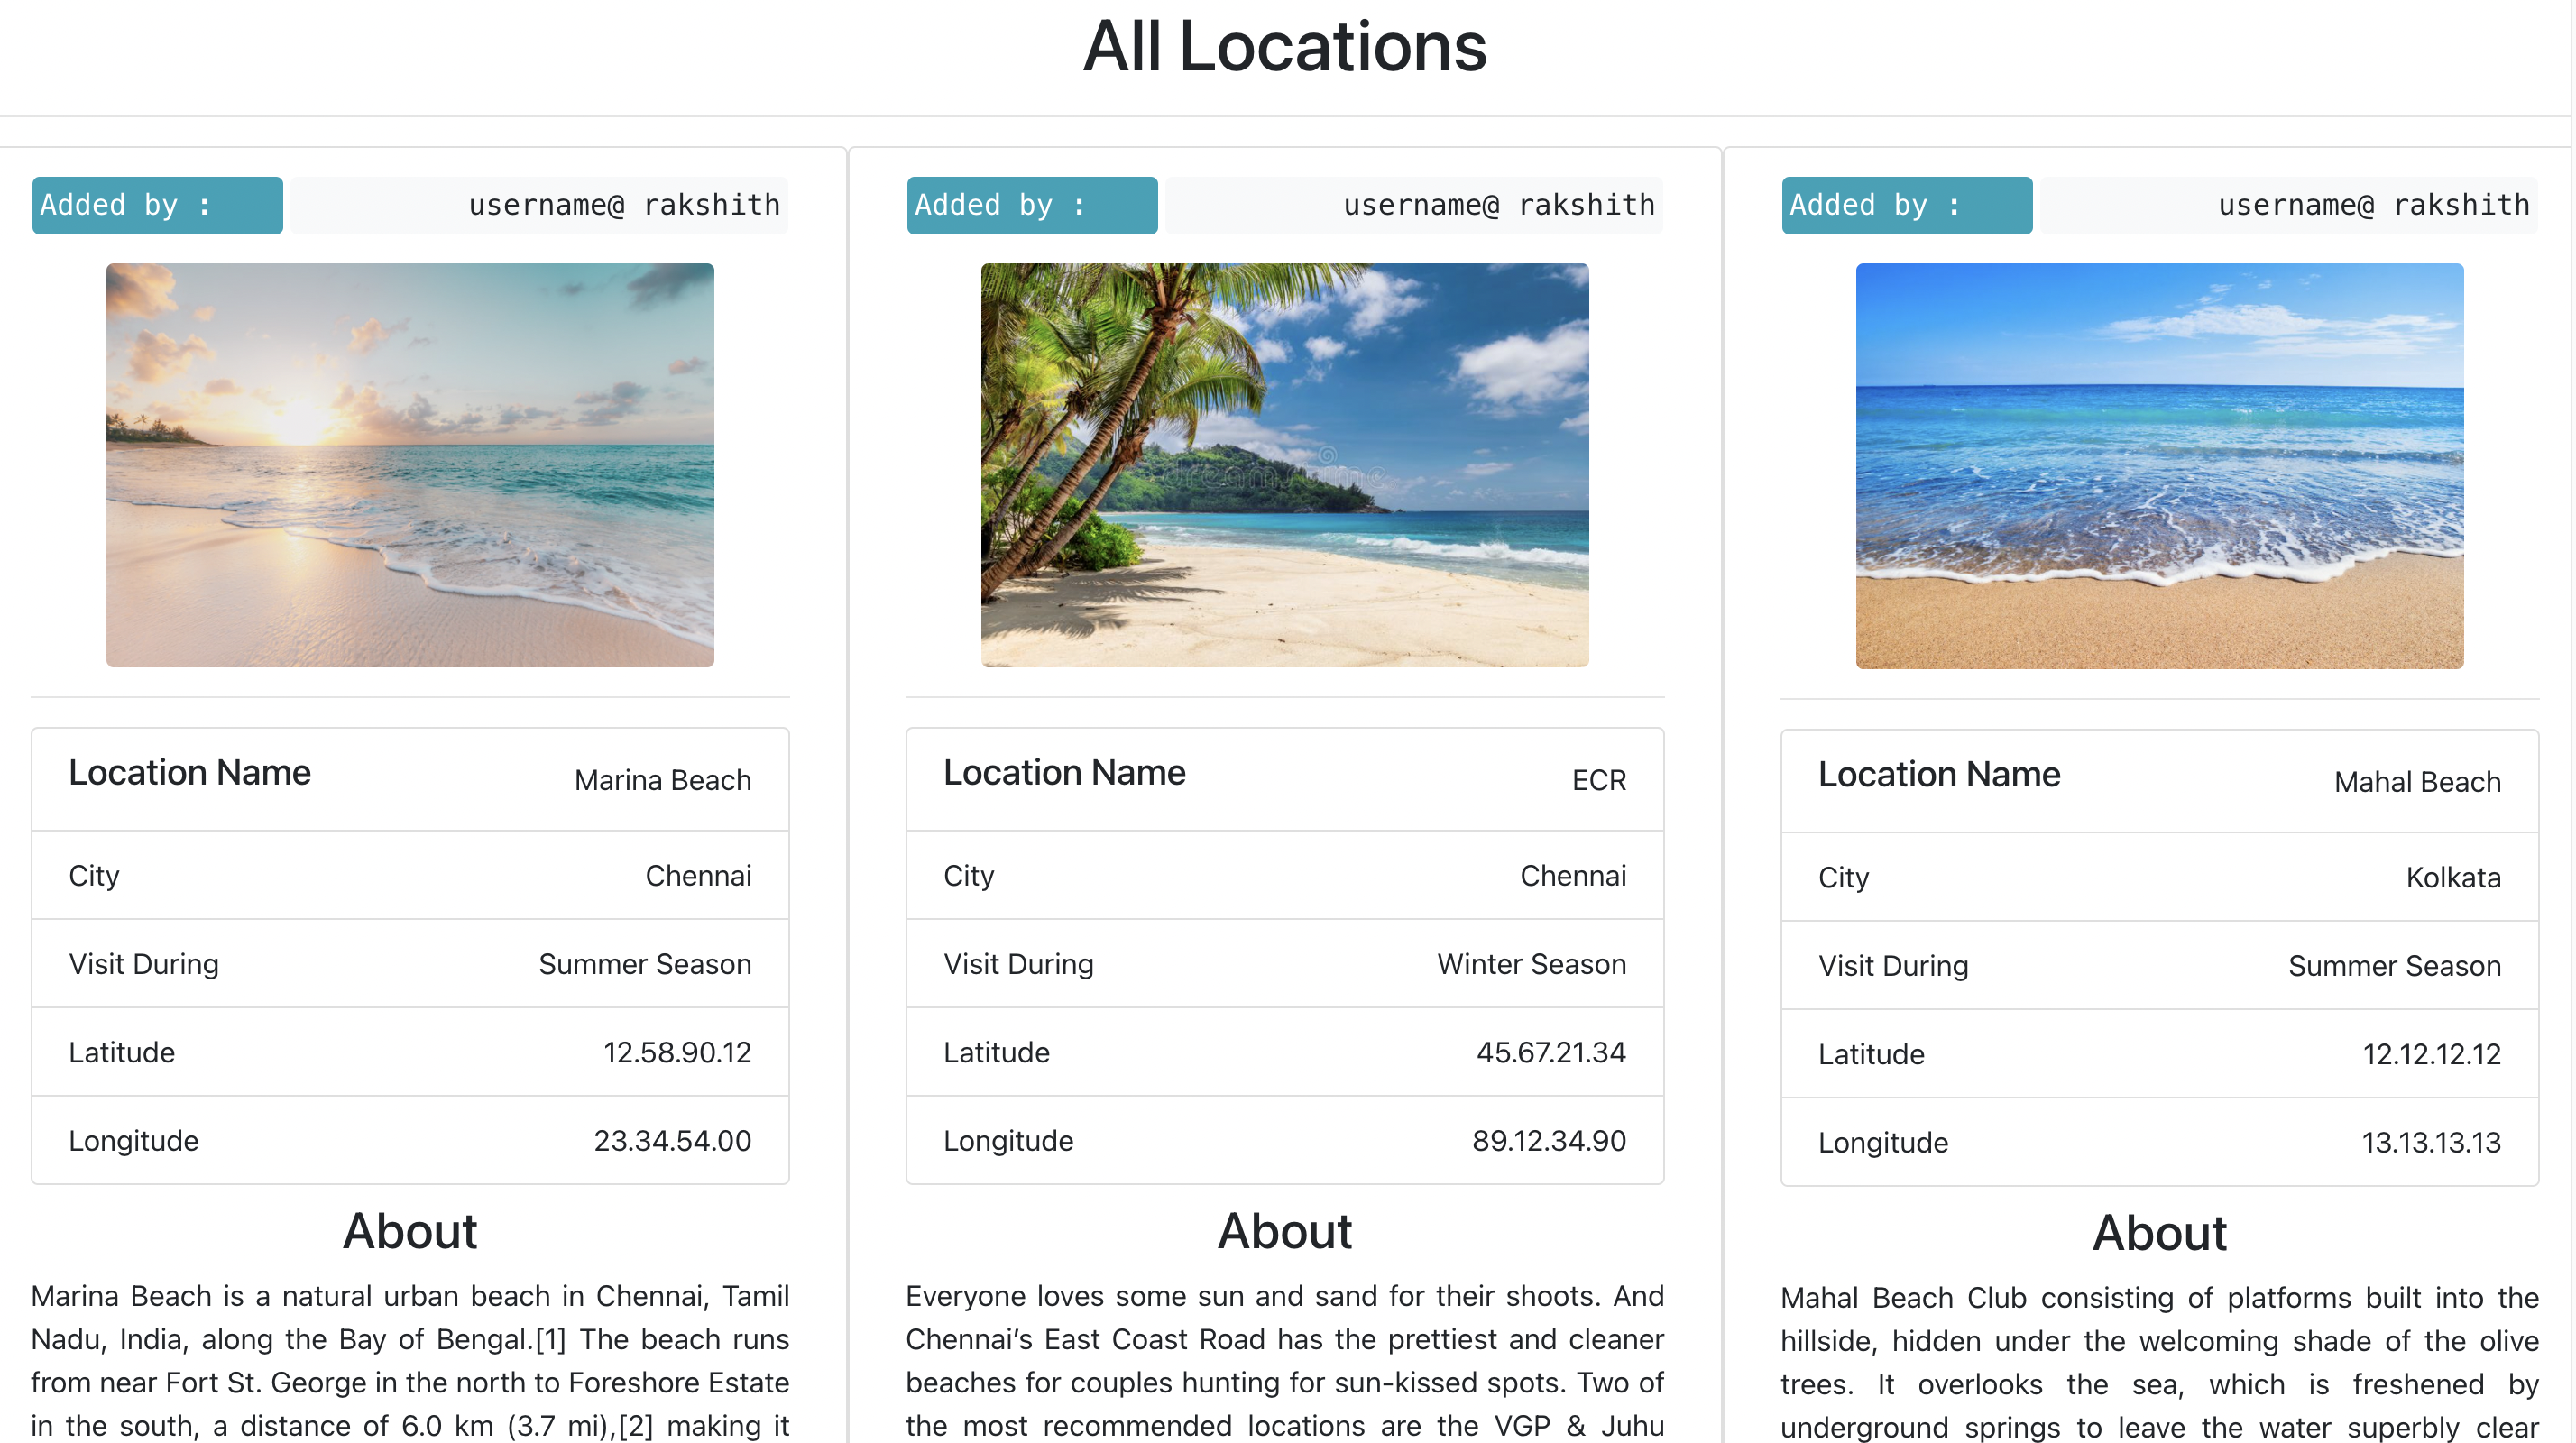 All Locations
Added by :
username@ rakshith
Location Name
Marina Beach
City
Chennai
Visit During
Summer Season
Latitude
12.58.90.12
Longitude
23.34.54.00
About
Marina Beach is a natural urban beach in Chennai, Tamil
Nadu, India, along the Bay of Bengal.[1] The beach runs
from near Fort St. George in the north to Foreshore Estate
in the south, a distance of 6.0 km (3.7 mi),[2] making it
Added by :
username@ rakshith
dreamstime
Location Name
ECR
City
Chennai
Visit During
Winter Season
Latitude
45.67.21.34
Longitude
89.12.34.90
About
Everyone loves some sun and sand for their shoots. And
Chennai’s East Coast Road has the prettiest and cleaner
beaches for couples hunting for sun-kissed spots. Two of
the most recommended locations are the VGP & Juhu
Added by :
username@ rakshith
Location Name
Mahal Beach
City
Kolkata
Visit During
Summer Season
Latitude
12.12.12.12
Longitude
13.13.13.13
About
Mahal Beach Club consisting of platforms built into the
hillside, hidden under the welcoming shade of the olive
trees. It overlooks the sea, which is freshened by
underground springs to leave the water superbly clear